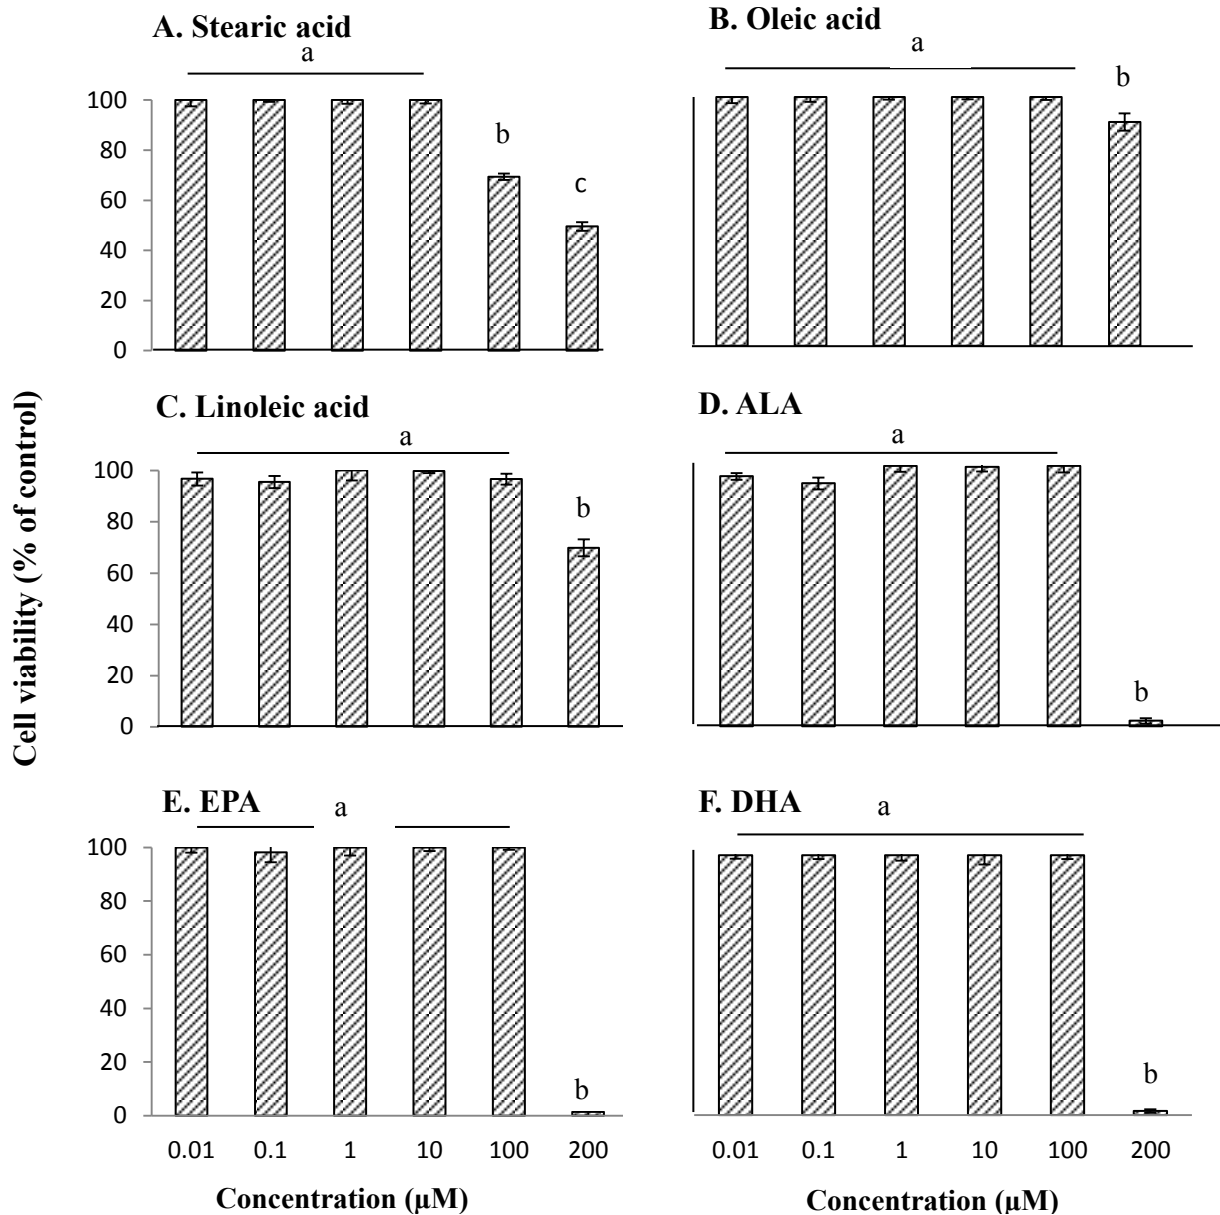 A. Stearic acid
a
100
80
60
40
20
0
b
c
B. Oleic acid
a
b
Cell viability (% of control)
C. Linoleic acid
a
100
80
60
40
20
0
b
D. ALA
a
b
E. EPA
a
100
80
60
40
20
0
b
0.01 0.1 1 10 100 200
Concentration (µM)
F. DHA
a
b
0.01 0.1 1 10 100 200
Concentration (µM)